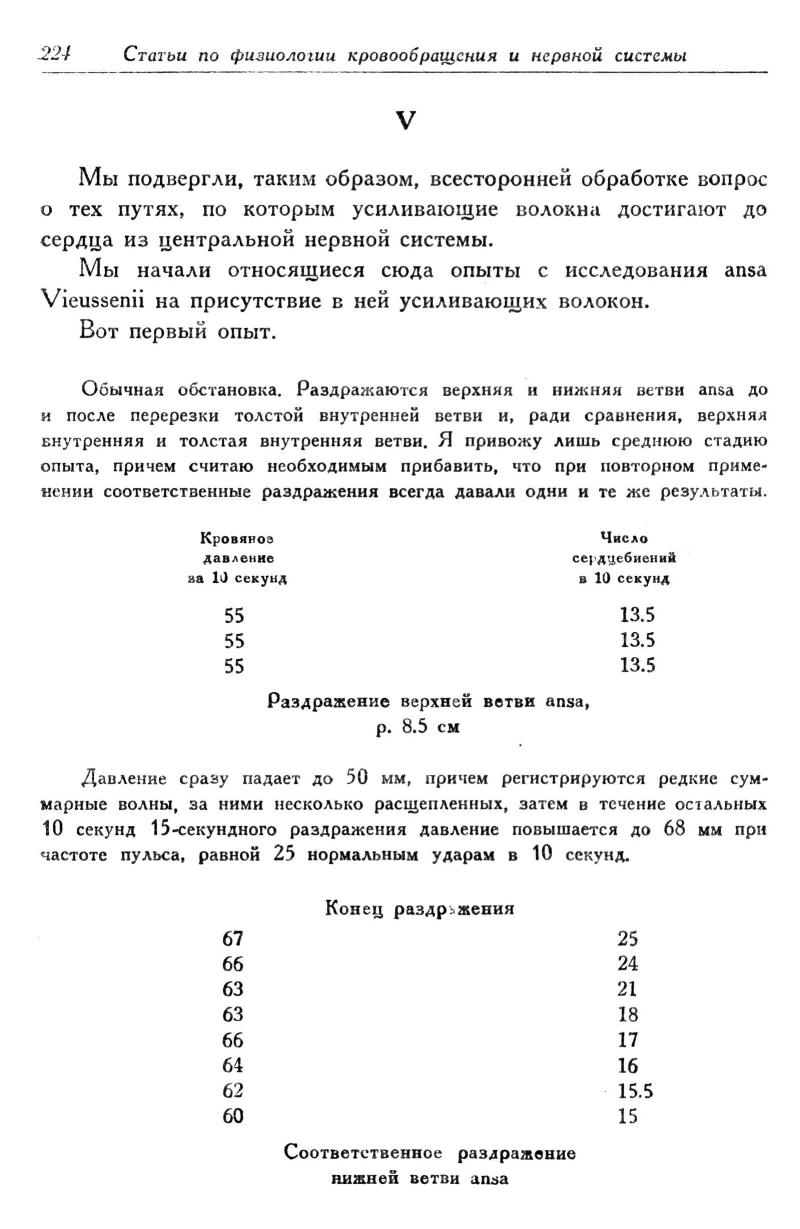 224 Статьи по физиологии кровообращения и нервной системы
V
Мы подвергли, таким образом, всесторонней обработке вопрос
о тех путях, по которым усиливающие волокна достигают до
сердца из центральной нервной системы.
Мы начали относящиеся сюда опыты с исследования ansa
Vieussenii на присутствие в ней усиливающих волокон.
Вот первый опыт.
Обычная обстановка. Раздражаются верхняя и нижняя ветви ansa до
и после перерезки толстой внутренней ветви и, ради сравнения, верхняя
внутренняя и толстая внутренняя ветви. Я привожу лишь среднюю стадию
опыта, причем считаю необходимым прибавить, что при повторном приме-
нении соответственные раздражения всегда давали одни и те же результаты.
Кровяное Число
давление сердцебиений
за 10 секунд в 10 секунд
55 13.5
55 13.5
55 13.5
Раздражение верхней ветви ansa,
р. 8.5 см
Давление сразу падает до 50 мм, причем регистрируются редкие сум-
марные волны, за ними несколько расщепленных, затем в течение остальных
10 секунд 15-секундного раздражения давление повышается до 68 мм при
частоте пульса, равной 25 нормальным ударам в 10 секунд.
Конец раздражения
67 25
66 24
63 21
63 18
66 17
64 16
62 15.5
60 15
Соответственное раздражение
нижней ветви ansa